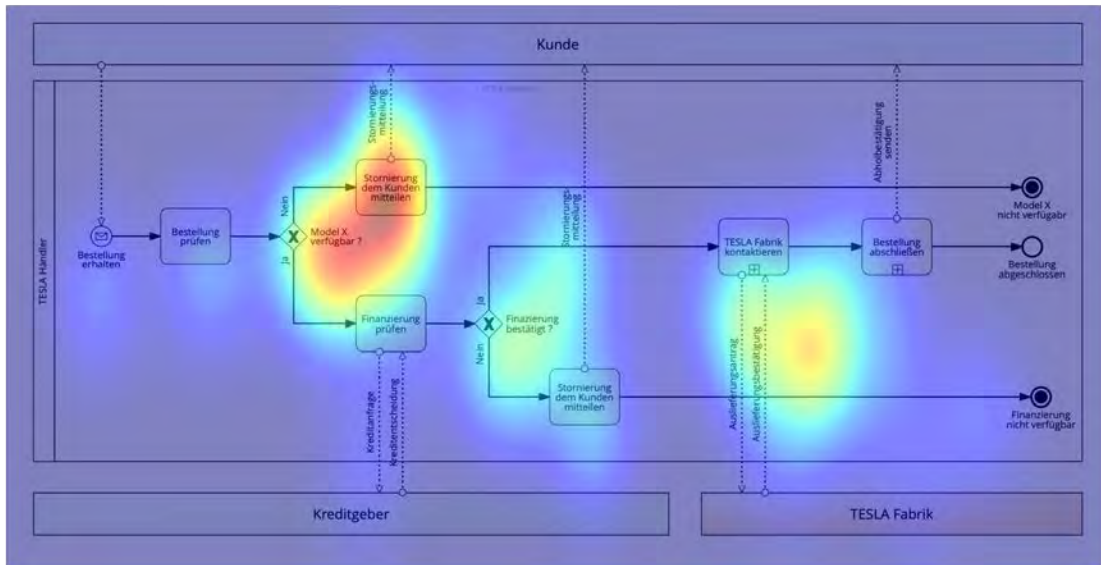 Kunde
Stornierungs-
mitteilung
Stornierungs-
mitteilung
Abholbestätigung
senden
TESLA Händler
Bestellung
erhalten
Bestellung
prüfen
Nein
Model X
verfügbar ?
Ja
Stornierung
dem Kunden
mitteilen
Model X
nicht verfügabr
Finanzierung
prüfen
Ja
Finazierung
bestätigt ?
Nein
TESLA Fabrik
kontaktieren
Bestellung
abschließen
Bestellung
abgeschlossen
Stornierung
dem Kunden
mitteilen
Finanzierung
nicht verfügbar
Kreditanfrage
Kreditentscheidung
Auslieferungsantrag
Auslieferungsbestätigung
Kreditgeber
TESLA Fabrik